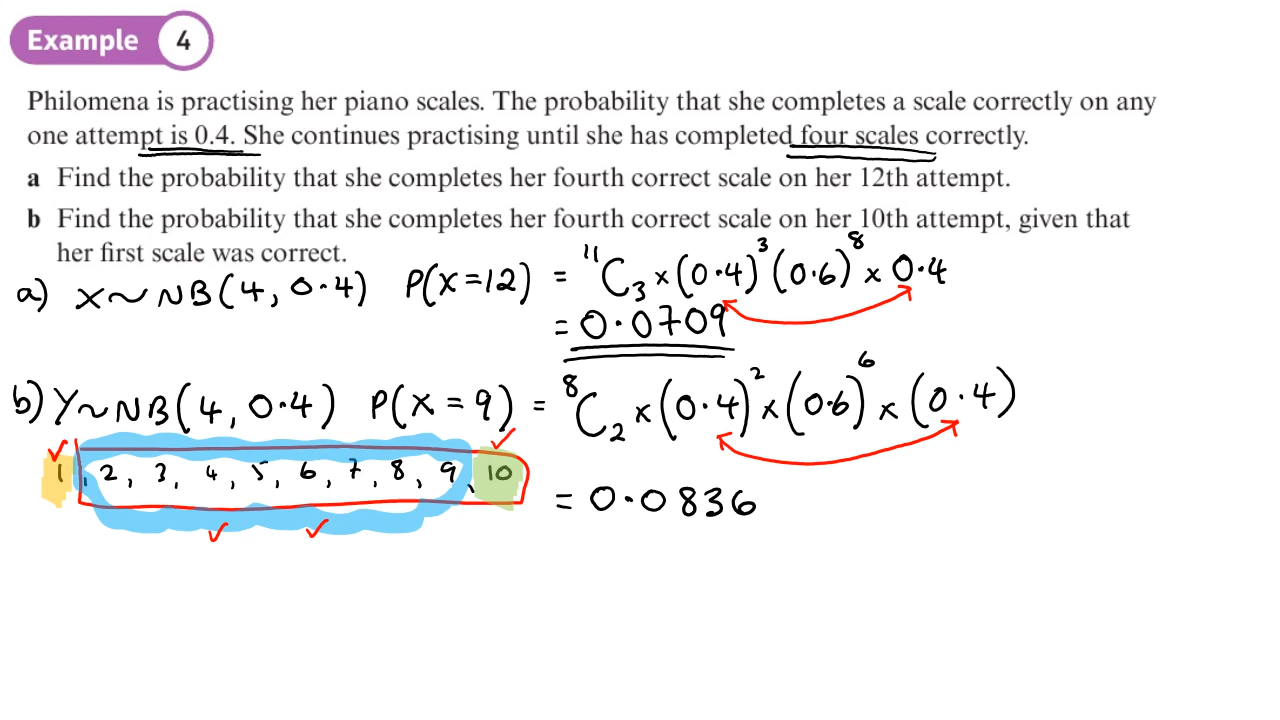 Example 4
Philomena is practising her piano scales. The probability that she completes a scale correctly on any
one attempt is 0.4. She continues practising until she has completed four scales correctly.
a Find the probability that she completes her fourth correct scale on her 12th attempt.
b Find the probability that she completes her fourth correct scale on her 10th attempt, given that
her first scale was correct.
a) X~NB(4, 0.4) P(X=12) = ¹¹C₃ × (0.4)³ (0.6)⁸ × 0.4
= 0.0709
b) Y~NB(4, 0.4) P(X=9) = ⁸C₂ × (0.4)² × (0.6)⁶ × (0.4)
1, 2, 3, 4, 5, 6, 7, 8, 9, 10
= 0.0836